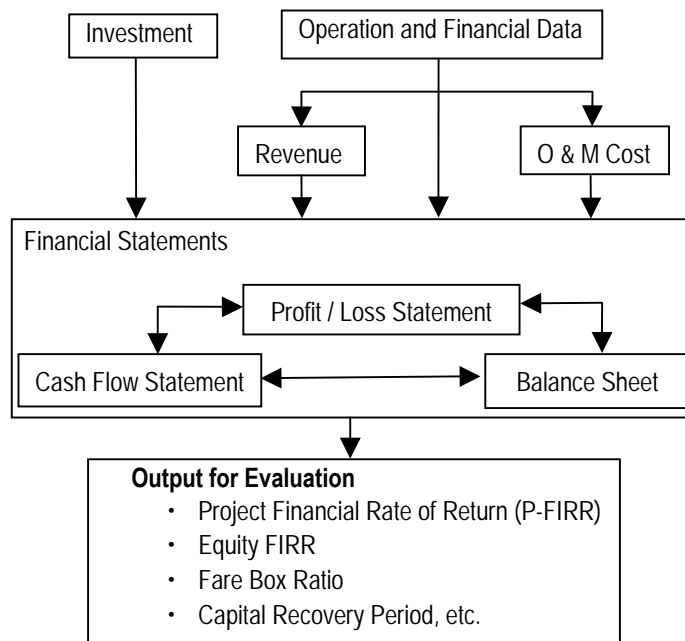 Investment
Operation and Financial Data
Revenue
O & M Cost
Financial Statements
Profit / Loss Statement
Cash Flow Statement
Balance Sheet
Output for Evaluation
· Project Financial Rate of Return (P-FIRR)
· Equity FIRR
· Fare Box Ratio
· Capital Recovery Period, etc.